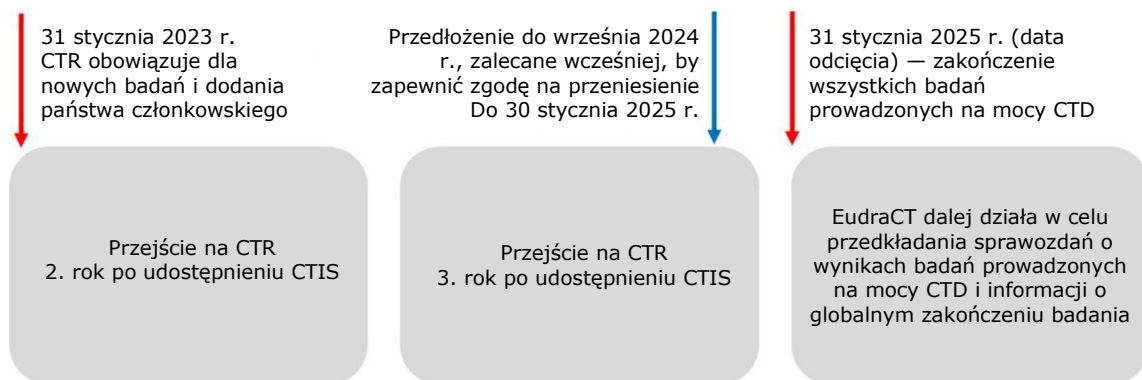 31 stycznia 2023 r.
CTR obowiązuje dla
nowych badań i dodania
państwa członkowskiego
Przedłożenie do września 2024
r., zalecane wcześniej, by
zapewnić zgodę na przeniesienie
Do 30 stycznia 2025 r.
31 stycznia 2025 r. (data
odcięcia) — zakończenie
wszystkich badań
prowadzonych na mocy CTD
Przejście na CTR
2. rok po udostępnieniu CTIS
Przejście na CTR
3. rok po udostępnieniu CTIS
EudraCT dalej działa w celu
przedkładania sprawozdań o
wynikach badań prowadzonych
na mocy CTD i informacji o
globalnym zakończeniu badania